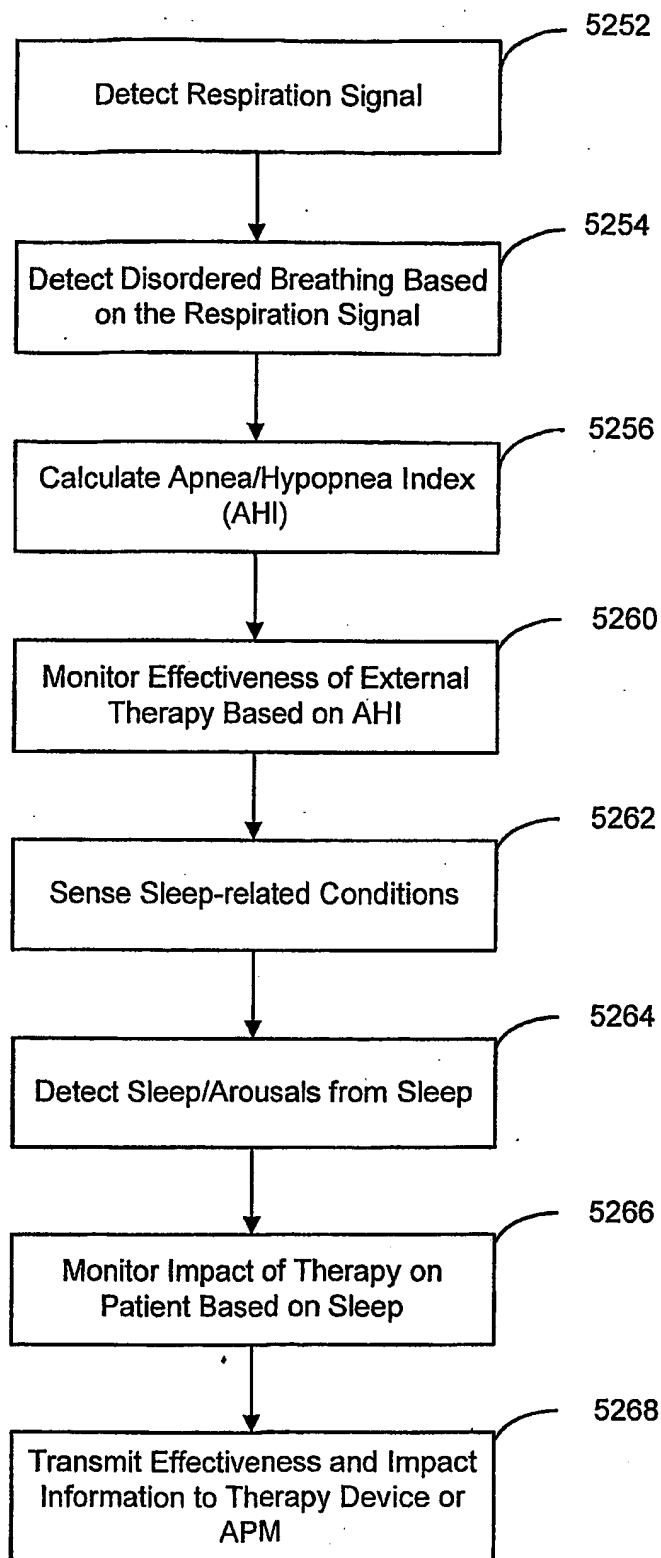 5252
Detect Respiration Signal
5254
Detect Disordered Breathing Based
on the Respiration Signal
5256
Calculate Apnea/Hypopnea Index
(AHI)
5260
Monitor Effectiveness of External
Therapy Based on AHI
5262
Sense Sleep-related Conditions
5264
Detect Sleep/Arousals from Sleep
5266
Monitor Impact of Therapy on
Patient Based on Sleep
5268
Transmit Effectiveness and Impact
Information to Therapy Device or
APM